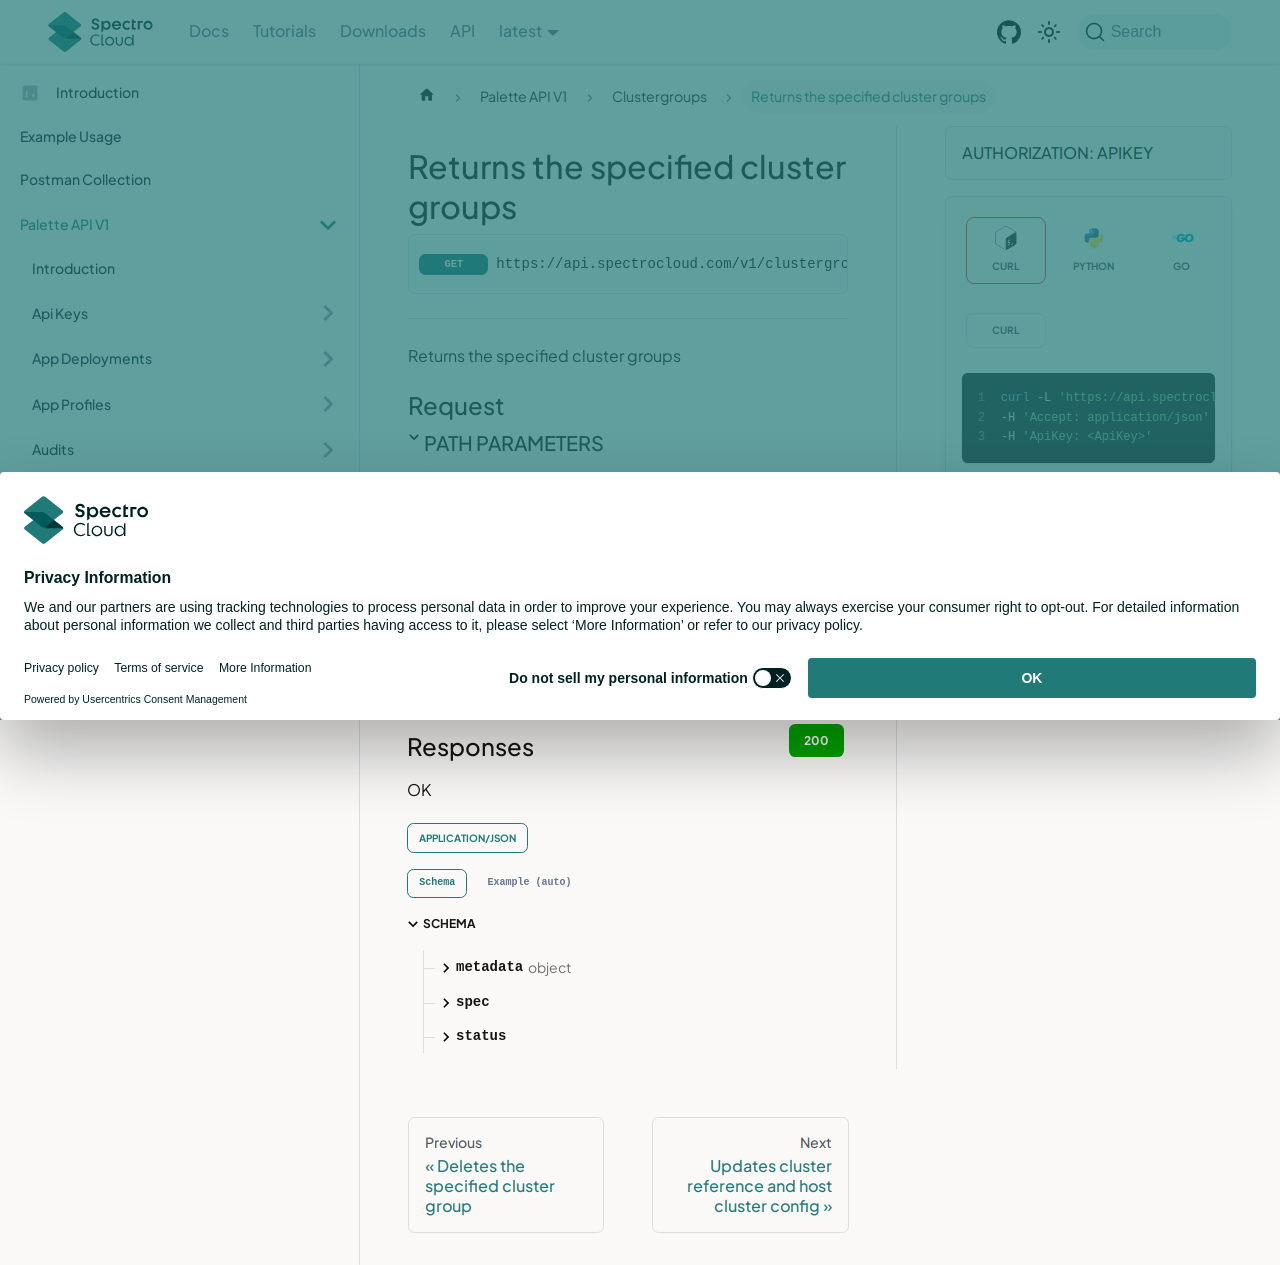 Spectro Cloud
Docs
Tutorials
Downloads
API
latest
Search
Introduction
Example Usage
Postman Collection
Palette API V1
Introduction
Api Keys
App Deployments
App Profiles
Audits
Palette API V1
Clustergroups
Returns the specified cluster groups
Returns the specified cluster
groups
GET https://api.spectrocloud.com/v1/clustergro
Returns the specified cluster groups
Request
PATH PARAMETERS
AUTHORIZATION: APIKEY
CURL
PYTHON
GO
CURL
1 curl -L 'https://api.spectrocl
2 -H 'Accept: application/json'
3 -H 'ApiKey: <ApiKey>'
Spectro
Cloud
Privacy Information
We and our partners are using tracking technologies to process personal data in order to improve your experience. You may always exercise your consumer right to opt-out. For detailed information
about personal information we collect and third parties having access to it, please select ‘More Information’ or refer to our privacy policy.
Privacy policy
Terms of service
More Information
Powered by Usercentrics Consent Management
Do not sell my personal information
OK
Responses
200
OK
APPLICATION/JSON
Schema
Example (auto)
SCHEMA
metadata object
spec
status
Previous
« Deletes the
specified cluster
group
Next
Updates cluster
reference and host
cluster config »